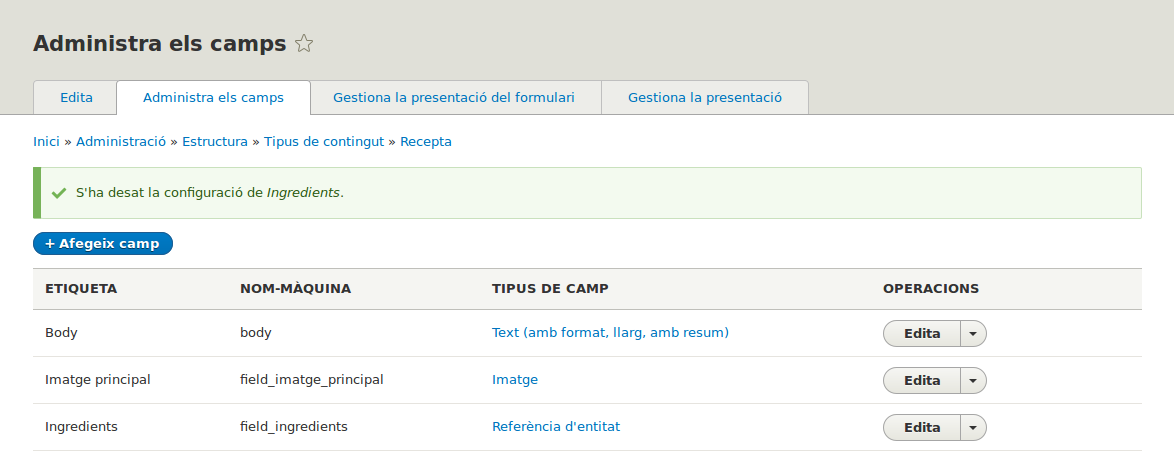 Administra els camps
Edita Administra els camps Gestiona la presentació del formulari Gestiona la presentació
Inici » Administració » Estructura » Tipus de contingut » Recepta
S'ha desat la configuració de Ingredients.
+ Afegeix camp
ETIQUETA NOM-MÀQUINA TIPUS DE CAMP OPERACIONS
Body body Text (amb format, llarg, amb resum) Edita
Imatge principal field_imatge_principal Imatge Edita
Ingredients field_ingredients Referència d'entitat Edita